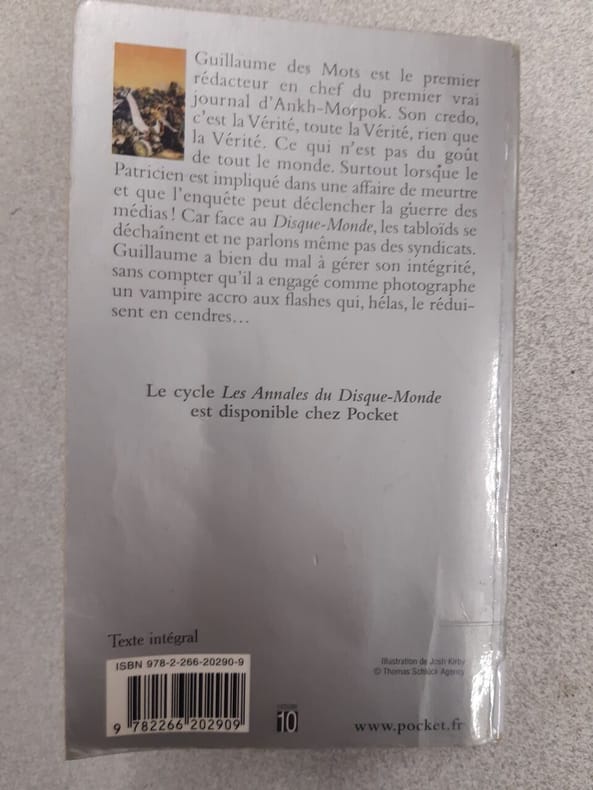 Guillaume des Mots est le premier
rédacteur en chef du premier vrai
journal d'Ankh-Morpok. Son credo,
c'est la Vérité, toute la Vérité, rien que
la Vérité. Ce qui n'est pas du goût
de tout le monde. Surtout lorsque le
Patricien est impliqué dans une affaire de meurtre
et que l'enquête peut déclencher la guerre des
médias ! Car face au Disque-Monde, les tabloïds se
déchaînent et ne parlons même pas des syndicats.
Guillaume a bien du mal à gérer son intégrité,
sans compter qu'il a engagé comme photographe
un vampire accro aux flashes qui, hélas, le rédui-
sent en cendres…
Le cycle Les Annales du Disque-Monde
est disponible chez Pocket
Texte intégral
ISBN 978-2-266-20290-9
9 782266 202909
Illustration de Josh Kirby
© Thomas Schlück Agency
10
www.pocket.fr